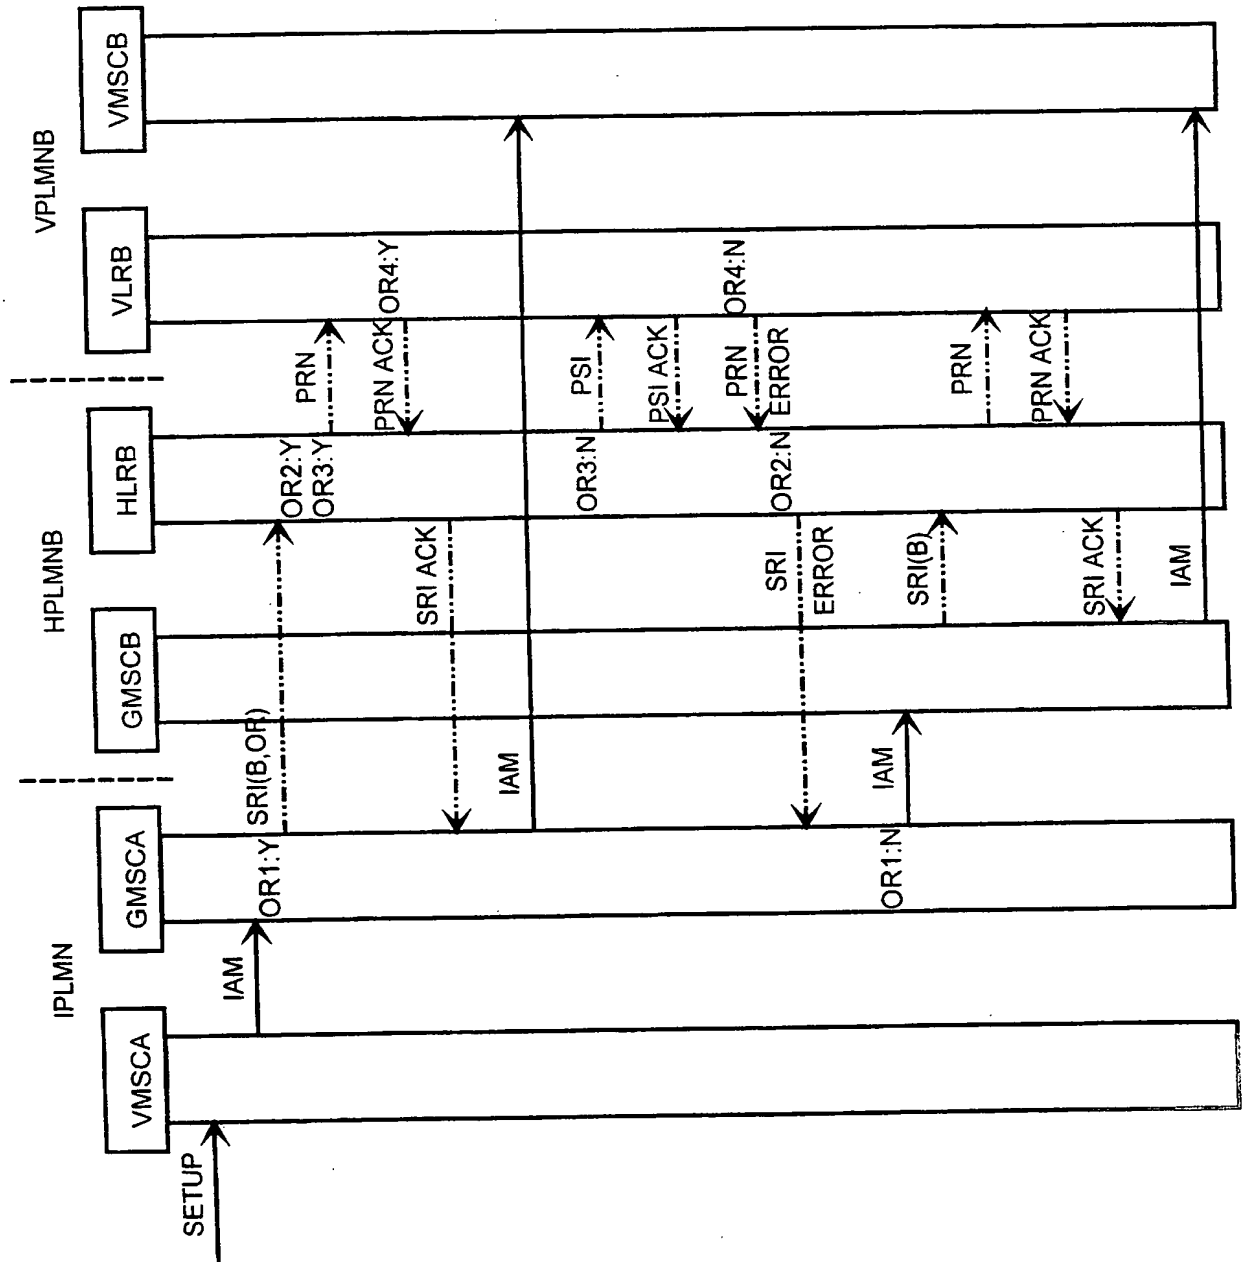 IPLMN
HPLMNB
VPLMNB
VMSCA
GMSCA
GMSCB
HLRB
VLRB
VMSCB
SETUP
IAM
OR1:Y
SRI(B,OR)
OR2:Y
OR3:Y
PRN
PRN ACK
OR4:Y
SRI ACK
IAM
OR3:N
PSI
PSI ACK
OR4:N
PRN
ERROR
OR2:N
SRI
ERROR
OR1:N
IAM
SRI(B)
PRN
PRN ACK
SRI ACK
IAM